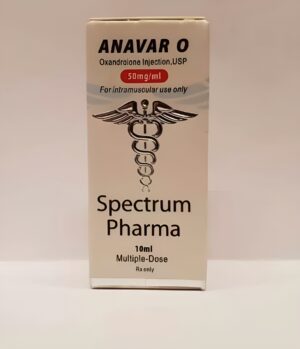 ANAVAR O
Oxandrolone Injection,USP
50mg/ml
For intramuscular use only
Spectrum
Pharma
10ml
Multiple-Dose
Rx only